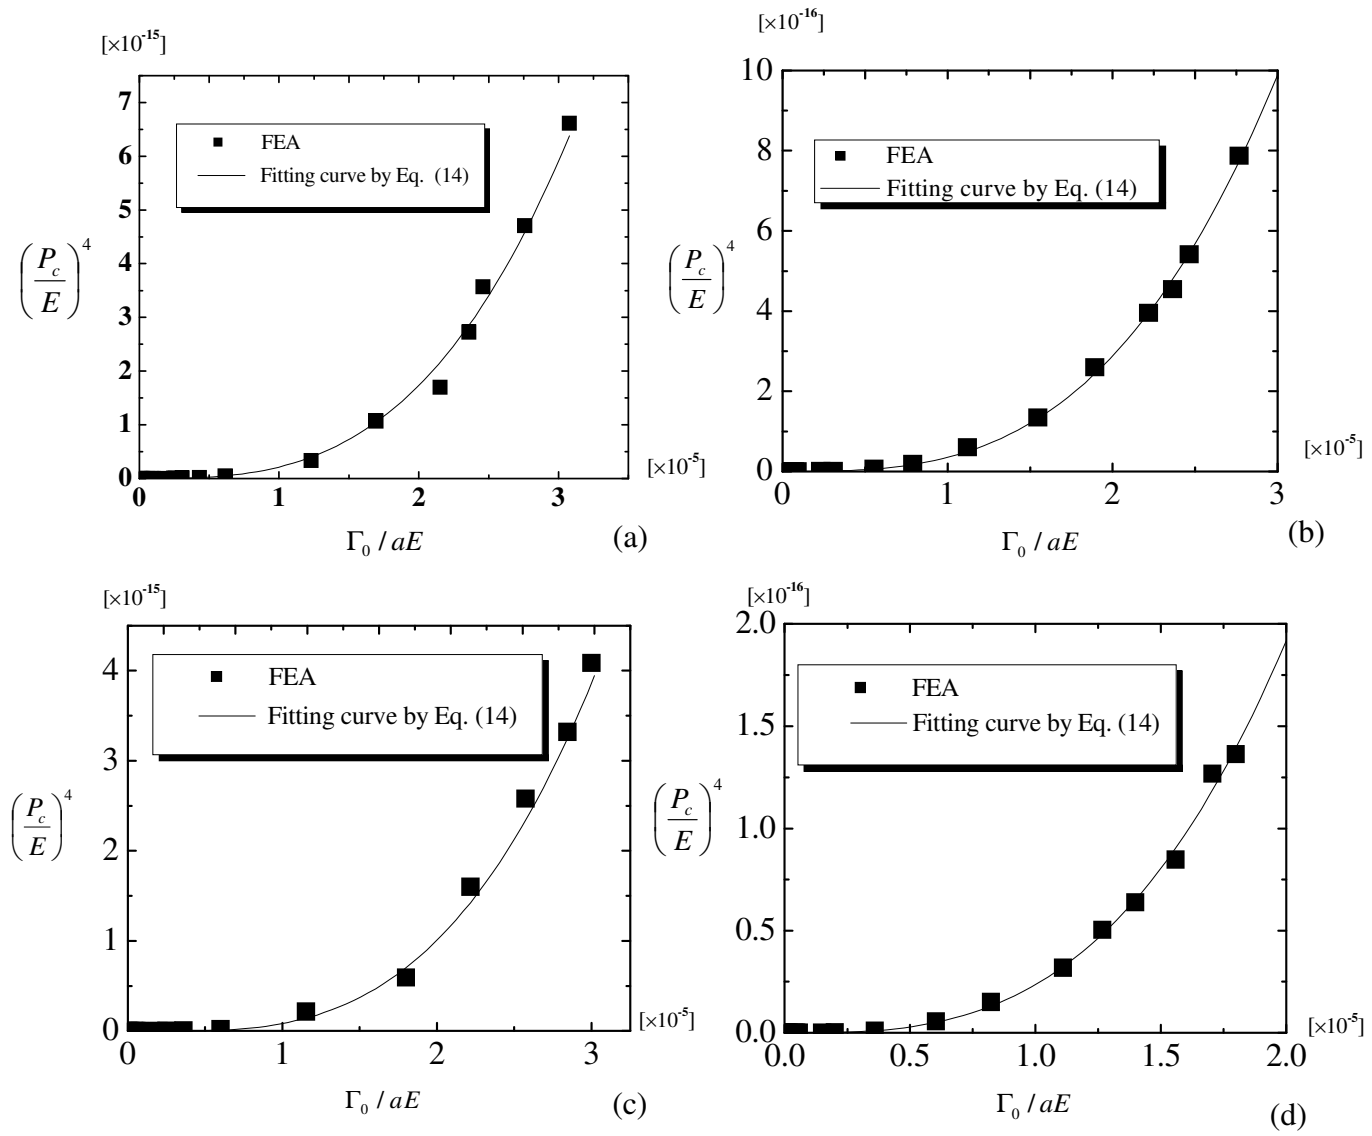 [×10⁻¹⁵]
7
6
5
4
3
2
1
0
FEA
Fitting curve by Eq. (14)
(P_c / E)⁴
0 1 2 3
[×10⁻⁵]
Γ₀ / aE
(a)
[×10⁻¹⁶]
10
8
6
4
2
0
FEA
Fitting curve by Eq. (14)
(P_c / E)⁴
0 1 2 3
[×10⁻⁵]
Γ₀ / aE
(b)
[×10⁻¹⁵]
4
3
2
1
0
FEA
Fitting curve by Eq. (14)
(P_c / E)⁴
0 1 2 3
[×10⁻⁵]
Γ₀ / aE
(c)
[×10⁻¹⁶]
2.0
1.5
1.0
0.5
0.0
FEA
Fitting curve by Eq. (14)
(P_c / E)⁴
0.0 0.5 1.0 1.5 2.0
[×10⁻⁵]
Γ₀ / aE
(d)